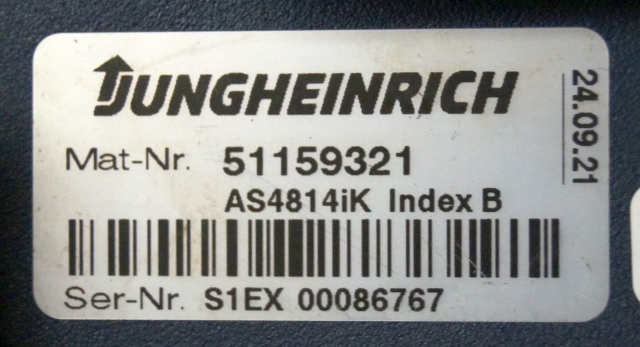 JUNGHEINRICH
24.09.21
Mat-Nr. 51159321
AS4814iK Index B
Ser-Nr. S1EX 00086767